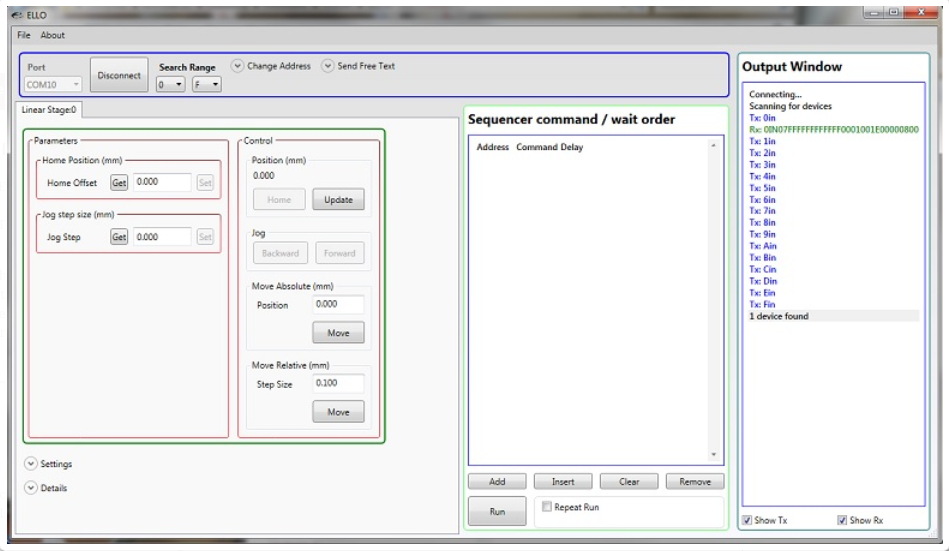 ELLO
File About
Port
COM10
Disconnect
Search Range
0 F
Change Address
Send Free Text
Linear Stage:0
Parameters
Home Position (mm)
Home Offset Get 0.000 Set
Jog step size (mm)
Jog Step Get 0.000 Set
Control
Position (mm)
0.000
Home Update
Jog
Backward Forward
Move Absolute (mm)
Position 0.000
Move
Move Relative (mm)
Step Size 0.100
Move
Settings
Details
Sequencer command / wait order
Address Command Delay
Add Insert Clear Remove
Run
Repeat Run
Output Window
Connecting...
Scanning for devices
Tx: 0in
Rx: 0IN07FFFFFFFFFFFF0001001E00000800
Tx: 1in
Tx: 2in
Tx: 3in
Tx: 4in
Tx: 5in
Tx: 6in
Tx: 7in
Tx: 8in
Tx: 9in
Tx: Ain
Tx: Bin
Tx: Cin
Tx: Din
Tx: Ein
Tx: Fin
1 device found
Show Tx Show Rx